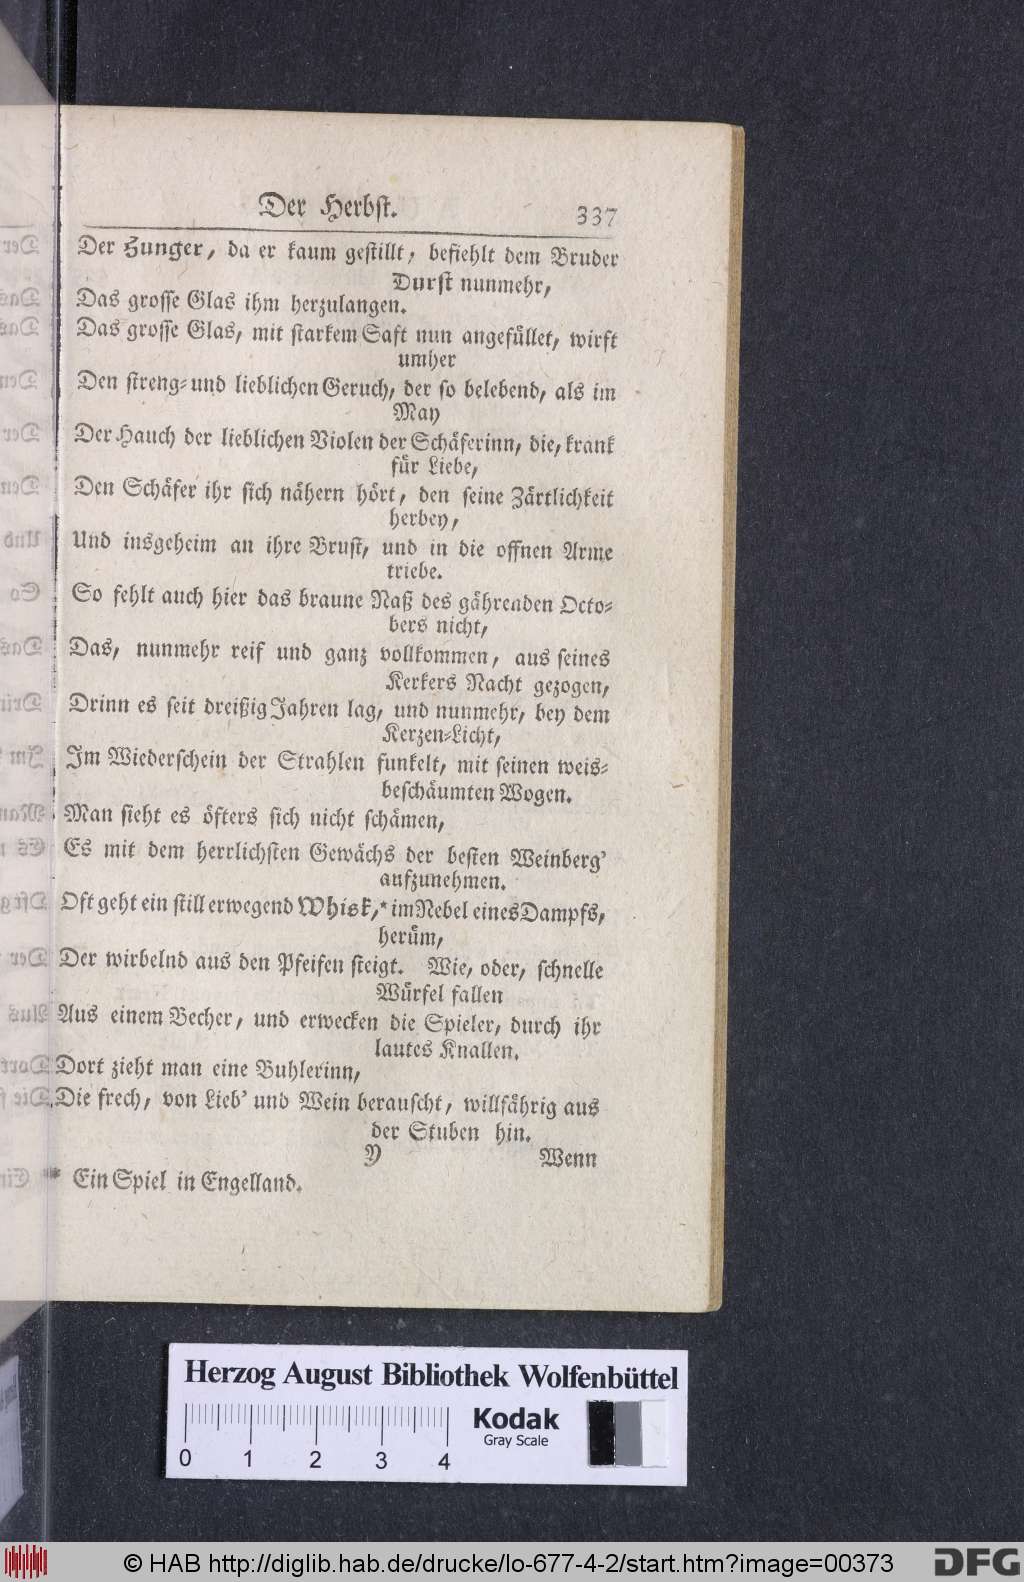 Der Herbst. 337
Der Hunger, da er kaum gestillt, befiehlt dem Bruder
Durst nunmehr,
Das grosse Glas ihm herzulangen.
Das grosse Glas, mit starkem Saft nun angefüllet, wirft
umher
Den streng- und lieblichen Geruch, der so belebend, als im
May
Der Hauch der lieblichen Violen der Schäferinn, die, krank
für Liebe,
Den Schäfer ihr sich nähern hört, den seine Zärtlichkeit
herbey,
Und insgeheim an ihre Brust, und in die offnen Arme
triebe.
So fehlt auch hier das braune Naß des gährenden Octo-
bers nicht,
Das, nunmehr reif und ganz vollkommen, aus seines
Kerkers Nacht gezogen,
Drinn es seit dreißig Jahren lag, und nunmehr, bey dem
Kerzen-Licht,
Im Wiederschein der Strahlen funkelt, mit seinen weis-
beschäumten Wogen.
Man sieht es öfters sich nicht schämen,
Es mit dem herrlichsten Gewächs der besten Weinberg'
aufzunehmen.
Oft geht ein still erwegend Whisk,* im Nebel eines Dampfs,
herüm,
Der wirbelnd aus den Pfeifen steigt. Wie, oder, schnelle
Würfel fallen
Aus einem Becher, und erwecken die Spieler, durch ihr
lautes Knallen.
Dort zieht man eine Buhlerinn,
Die frech, von Lieb' und Wein berauscht, willfährig aus
der Stuben hin.
Y Wenn
* Ein Spiel in Engelland.
Herzog August Bibliothek Wolfenbüttel
Kodak
Gray Scale
0 1 2 3 4
© HAB http://diglib.hab.de/drucke/lo-677-4-2/start.htm?image=00373
DFG